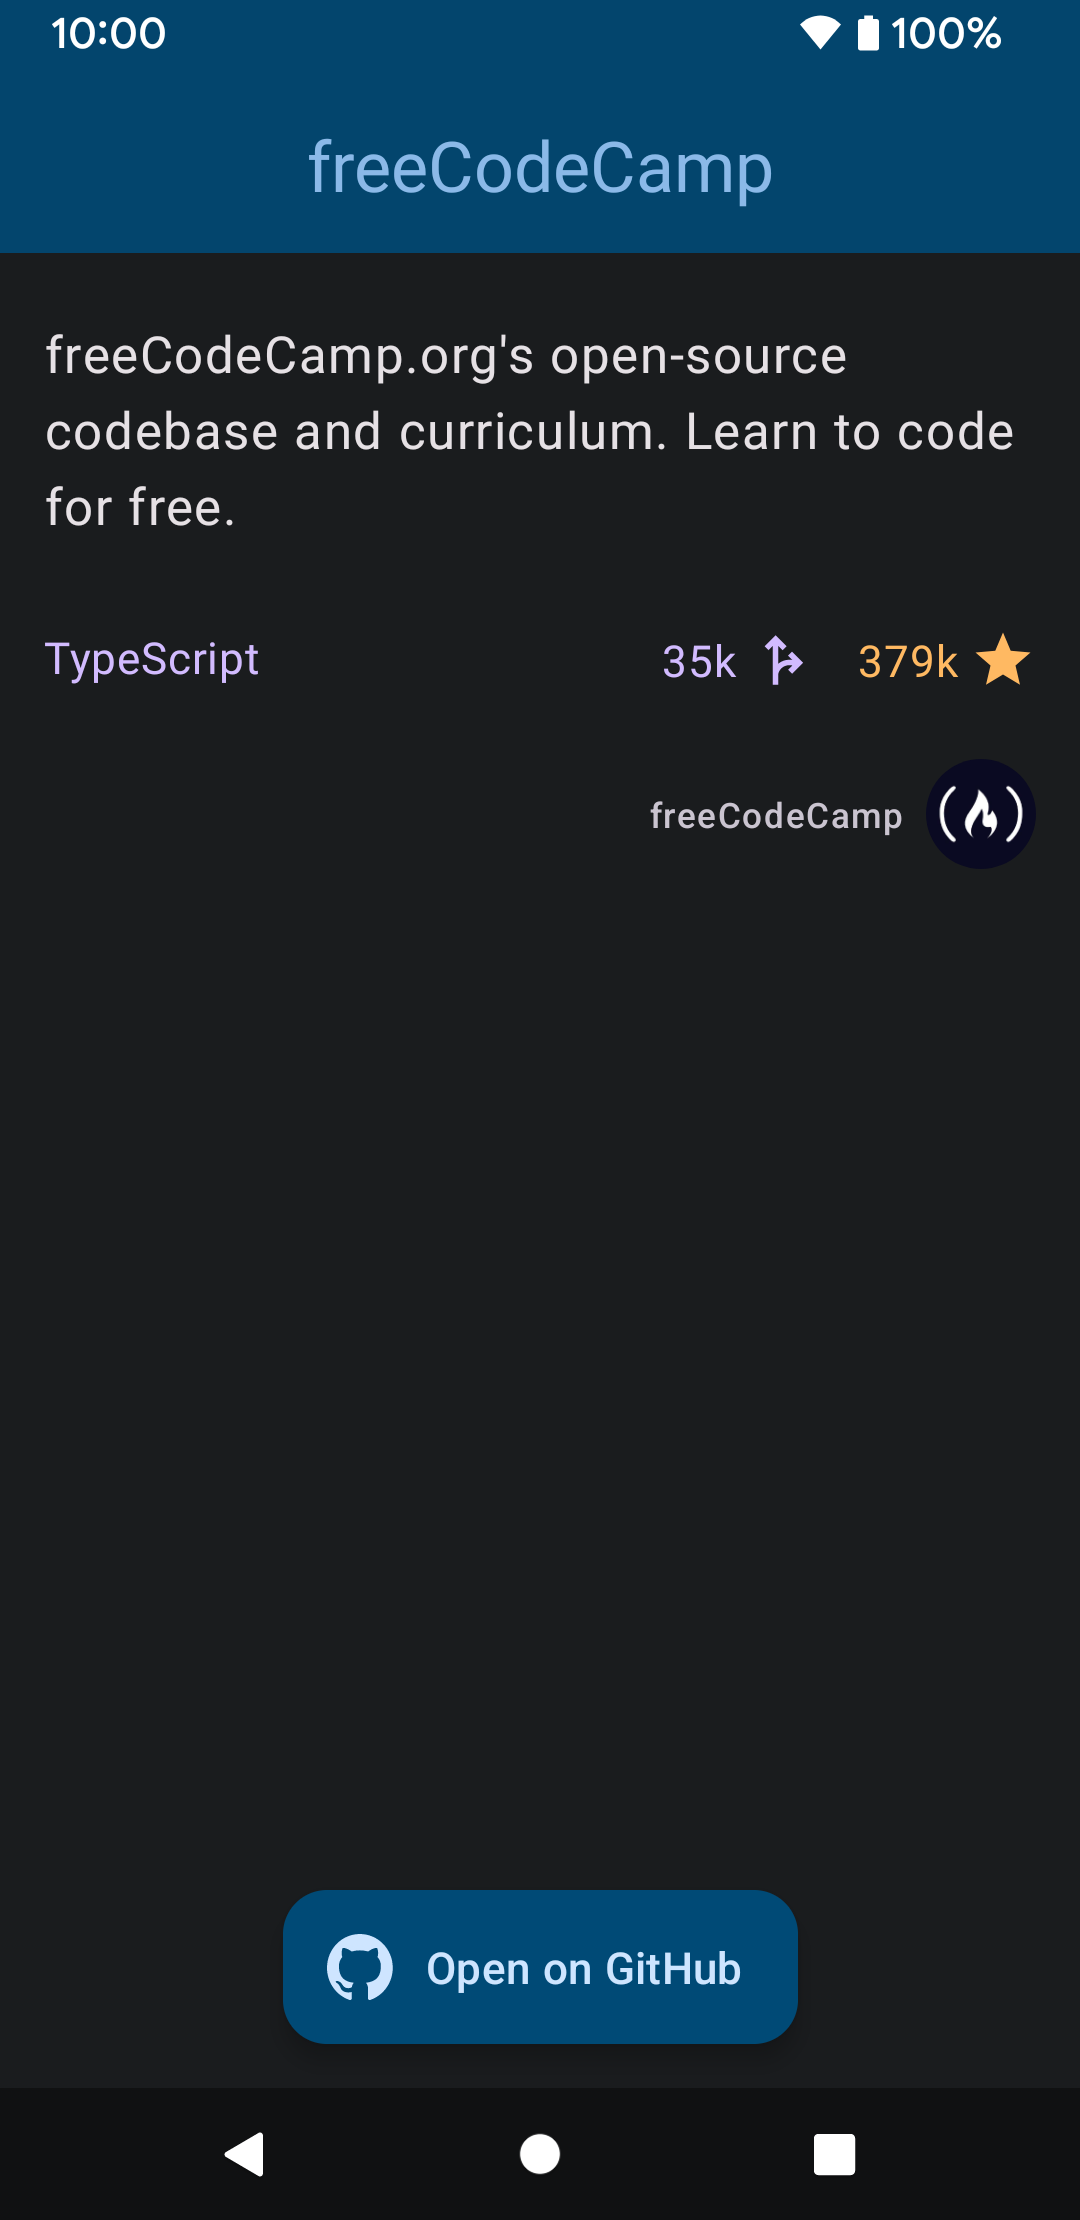 10:00 100%
freeCodeCamp
freeCodeCamp.org's open-source
codebase and curriculum. Learn to code
for free.
TypeScript 35k 379k
freeCodeCamp
Open on GitHub